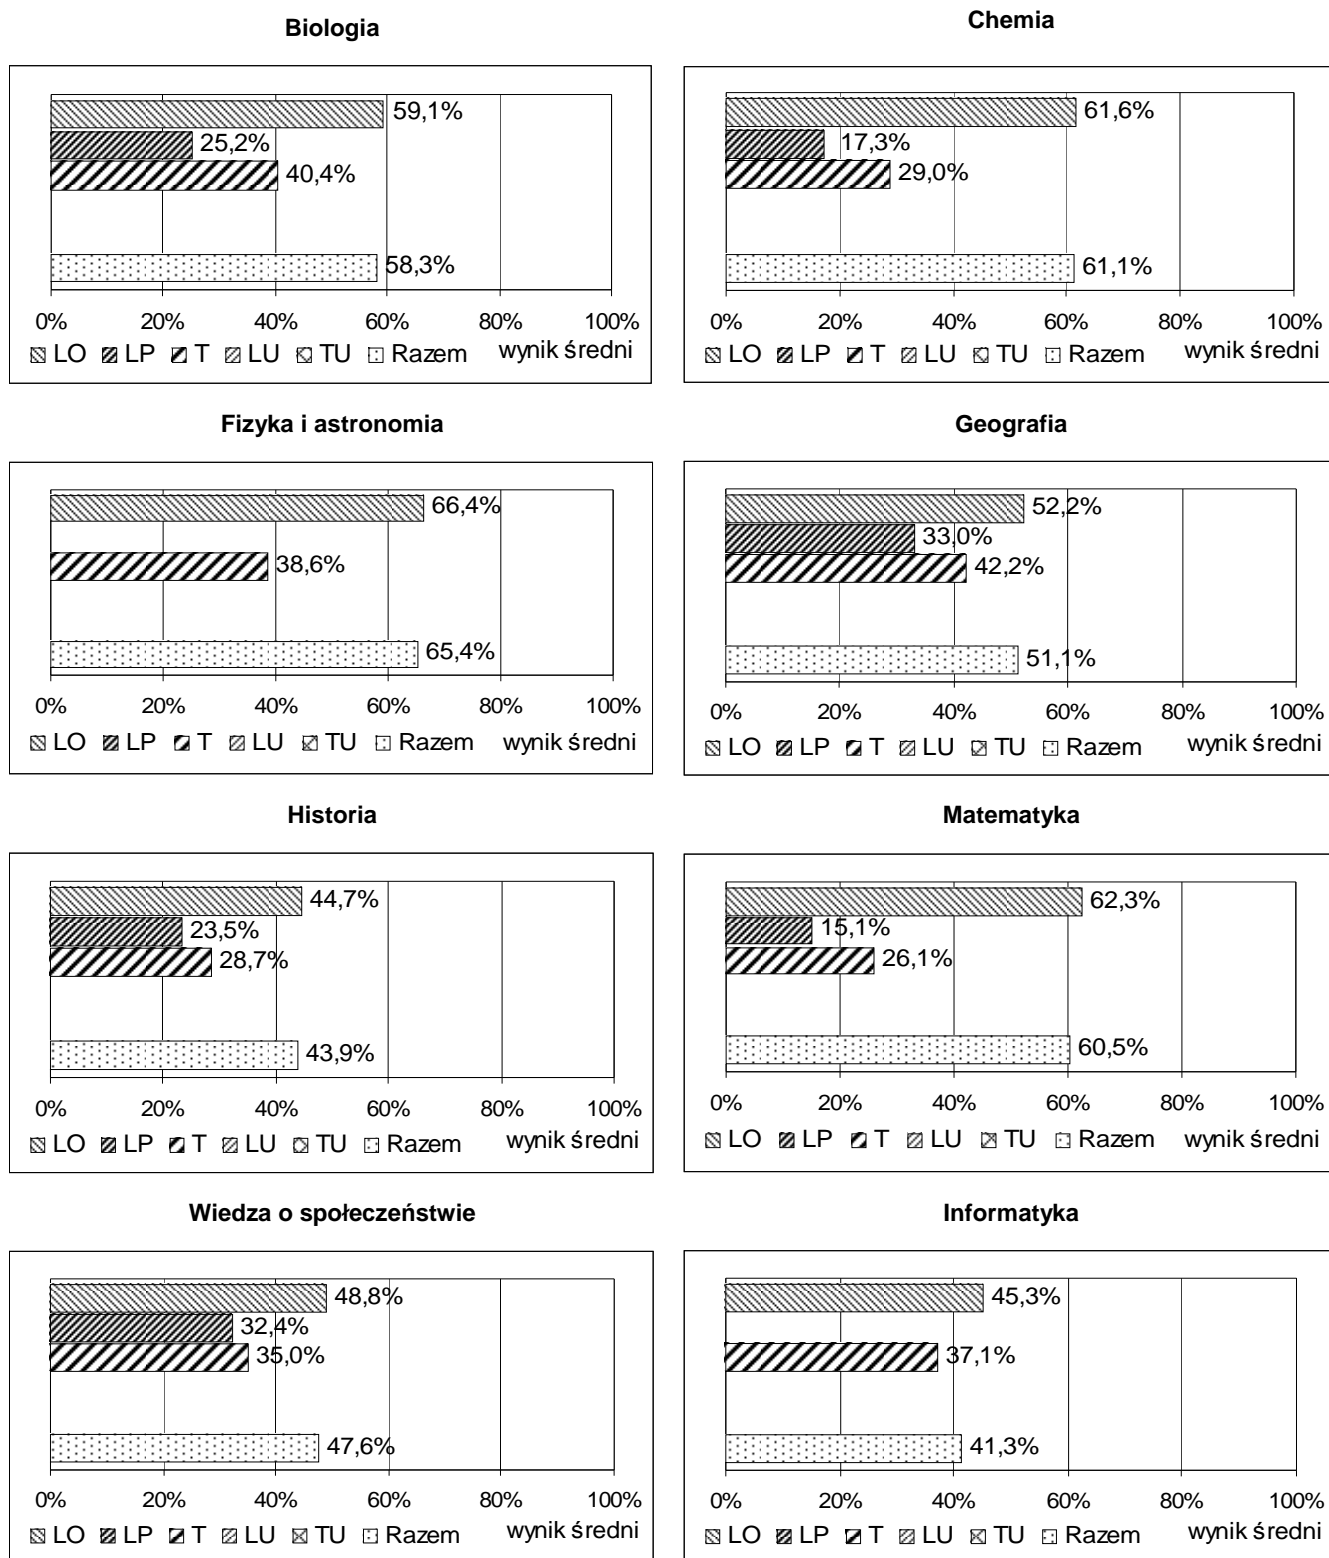 Biologia
59,1%
25,2%
40,4%
58,3%
0% 20% 40% 60% 80% 100%
LO LP T LU TU Razem wynik średni
Chemia
61,6%
17,3%
29,0%
61,1%
0% 20% 40% 60% 80% 100%
LO LP T LU TU Razem wynik średni
Fizyka i astronomia
66,4%
38,6%
65,4%
0% 20% 40% 60% 80% 100%
LO LP T LU TU Razem wynik średni
Geografia
52,2%
33,0%
42,2%
51,1%
0% 20% 40% 60% 80% 100%
LO LP T LU TU Razem wynik średni
Historia
44,7%
23,5%
28,7%
43,9%
0% 20% 40% 60% 80% 100%
LO LP T LU TU Razem wynik średni
Matematyka
62,3%
15,1%
26,1%
60,5%
0% 20% 40% 60% 80% 100%
LO LP T LU TU Razem wynik średni
Wiedza o społeczeństwie
48,8%
32,4%
35,0%
47,6%
0% 20% 40% 60% 80% 100%
LO LP T LU TU Razem wynik średni
Informatyka
45,3%
37,1%
41,3%
0% 20% 40% 60% 80% 100%
LO LP T LU TU Razem wynik średni